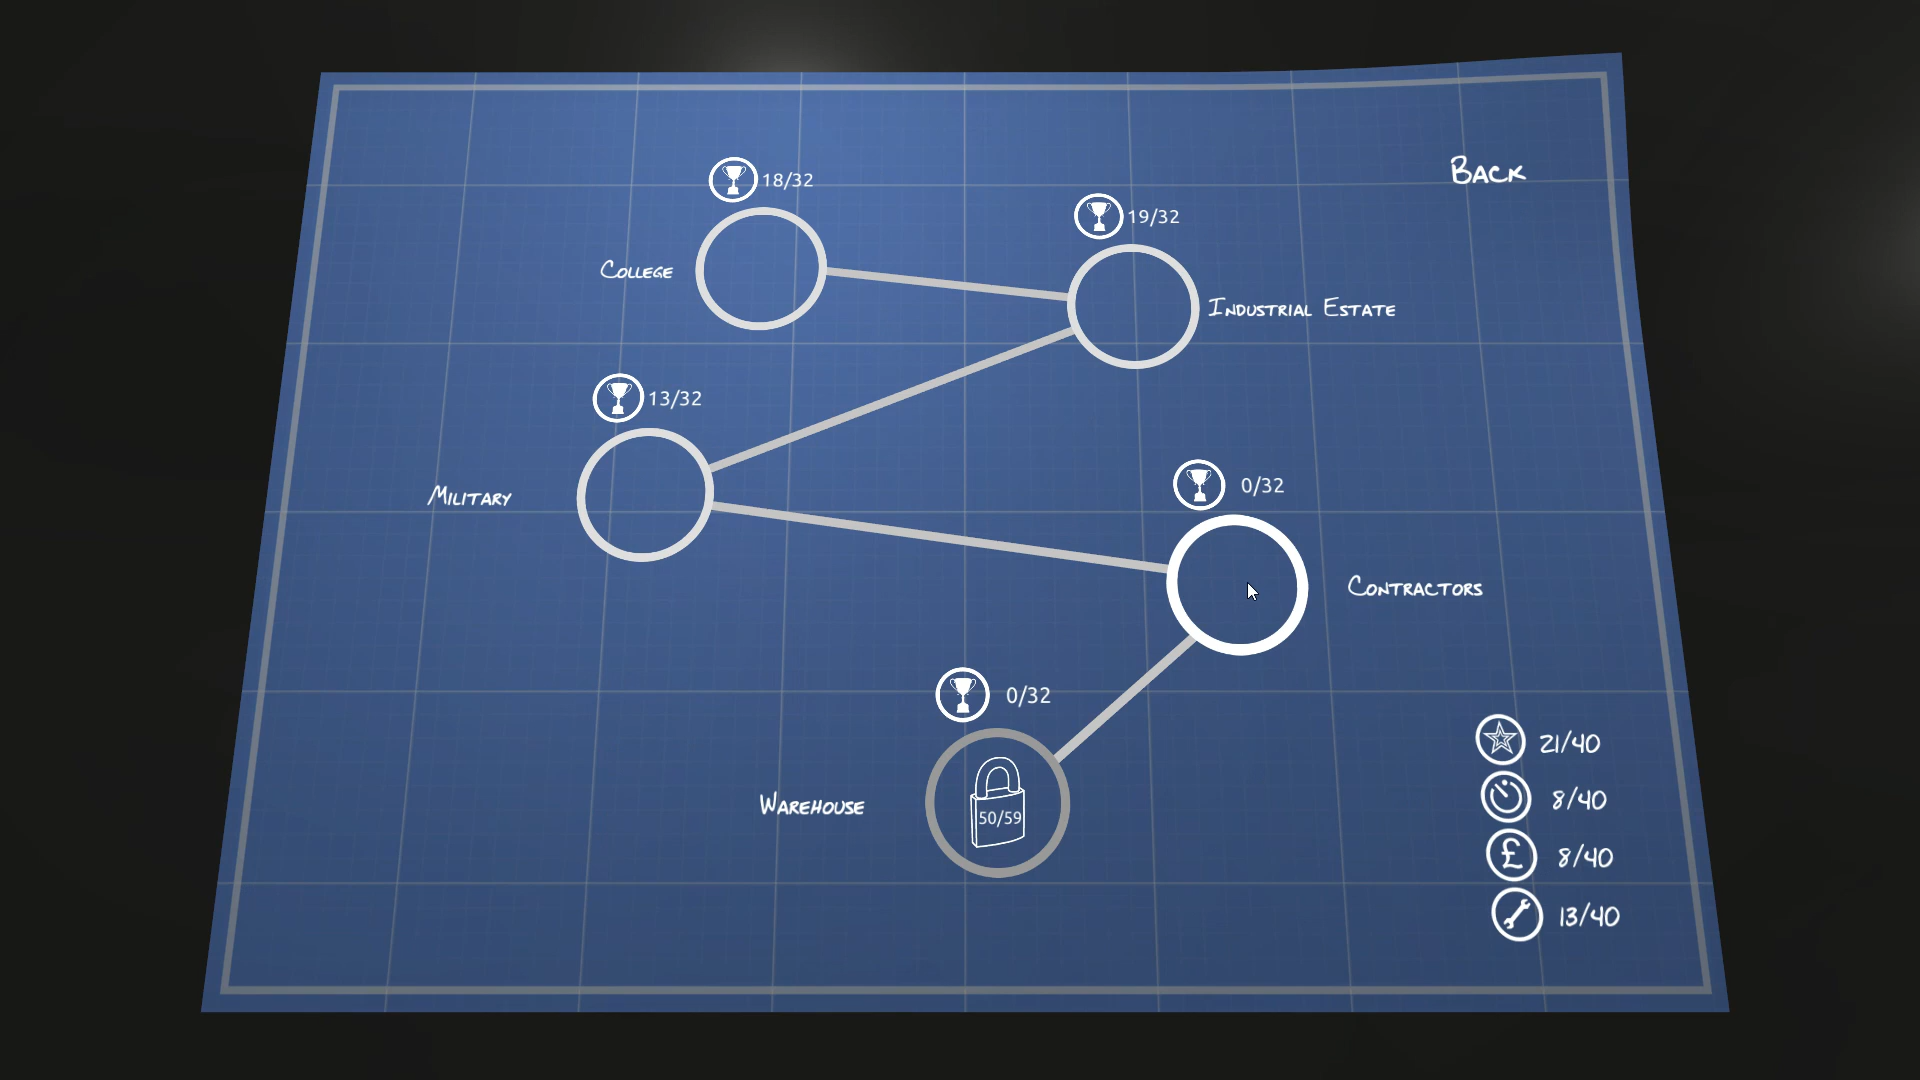 Back
18/32
19/32
College
Industrial Estate
13/32
Military
0/32
Contractors
0/32
Warehouse
50/59
21/40
8/40
£
8/40
13/40